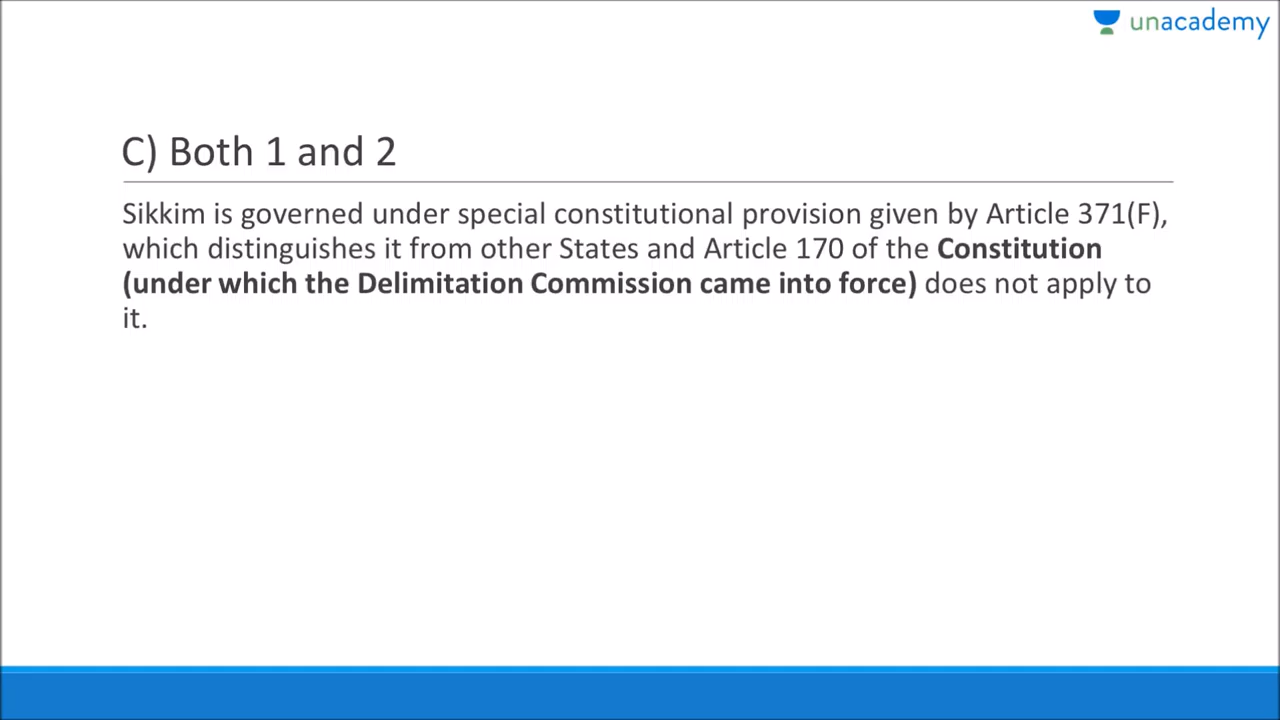 unacademy
C) Both 1 and 2
Sikkim is governed under special constitutional provision given by Article 371(F),
which distinguishes it from other States and Article 170 of the Constitution
(under which the Delimitation Commission came into force) does not apply to
it.